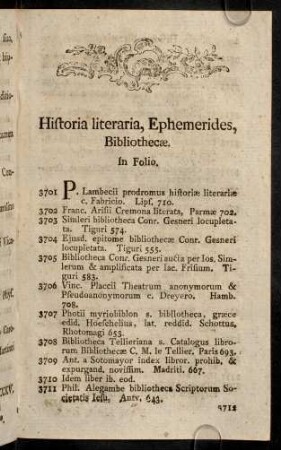 Hiſtoria literaria, Ephemerides,
Bibliothecæ.
In Folio.
3701 P. Lambecii prodromus hiſtoriæ literariæ
c. Fabricio. Lipſ. 710.
3702 Franc. Ariſii Cremona literata, Parmæ 702.
3703 Simleri bibliotheca Conr. Geſneri locupleta-
ta. Tiguri 574.
3704 Ejusd. epitome bibliothecæ Conr. Geſneri
locupletata. Tiguri 555.
3705 Bibliotheca Conr. Geſneri aucta per Ios. Sim-
lerum & amplificata per Iac. Friſium. Ti-
guri 583.
3706 Vinc. Placcii Theatrum anonymorum &
Pſeudoanonymorum c. Dreyero. Hamb.
708.
3707 Photii myriobiblon s. bibliotheca, græce
edid. Hoeſchelius, lat. reddid. Schottus,
Rhotomagi 653.
3708 Bibliotheca Tellieriana s. Catalogus libro-
rum Bibliothecæ C. M. le Tellier, Paris 693.
3709 Ant. a Sotomayor index libror. prohib. &
expurgand. noviſſim. Madriti. 667.
3710 Idem liber ib. eod.
3711 Phil. Alegambe bibliotheca Scriptorum So-
cietatis Ieſu. Antv. 643.
3712